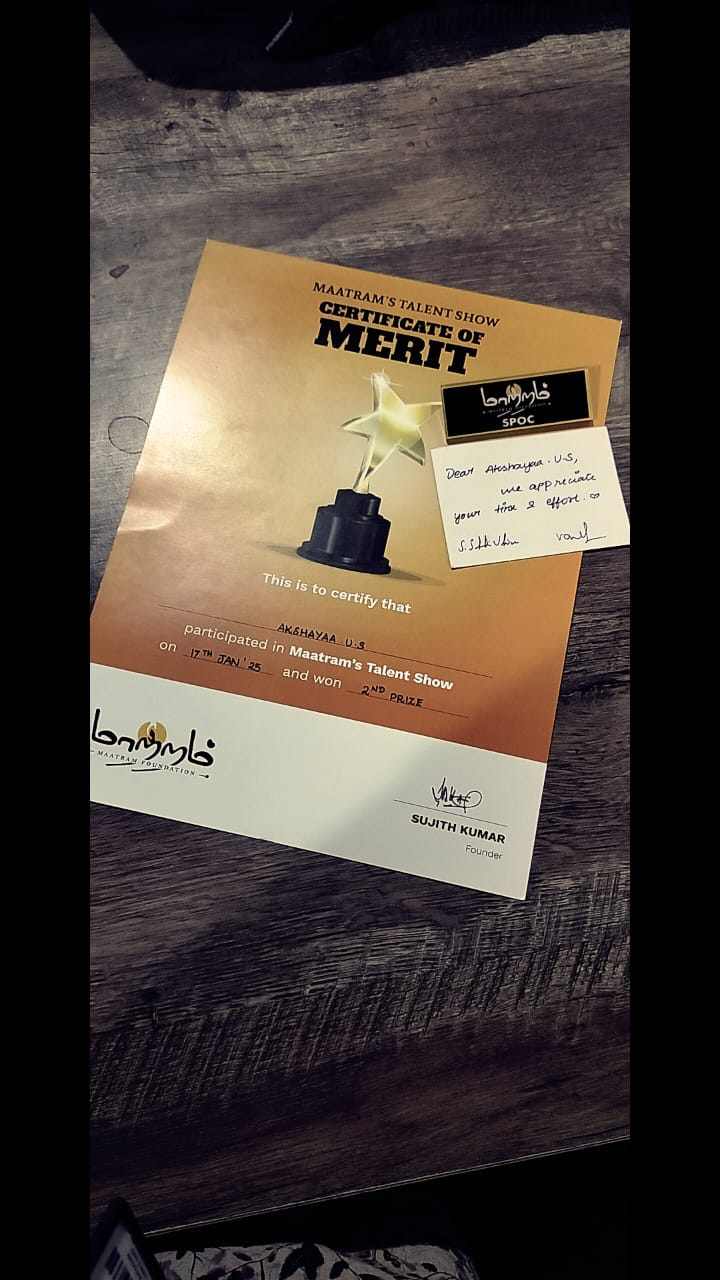 MAATRAM'S TALENT SHOW
CERTIFICATE OF
MERIT
மாற்றம்
MAATRAM FOUNDATION
SPOC
Dear Akshayaa. U.S,
we appreciate
your time & effort.
This is to certify that
AKSHAYAA U.S
participated in Maatram's Talent Show
on 17TH JAN '25 and won 2ND PRIZE
மாற்றம்
MAATRAM FOUNDATION
SUJITH KUMAR
Founder